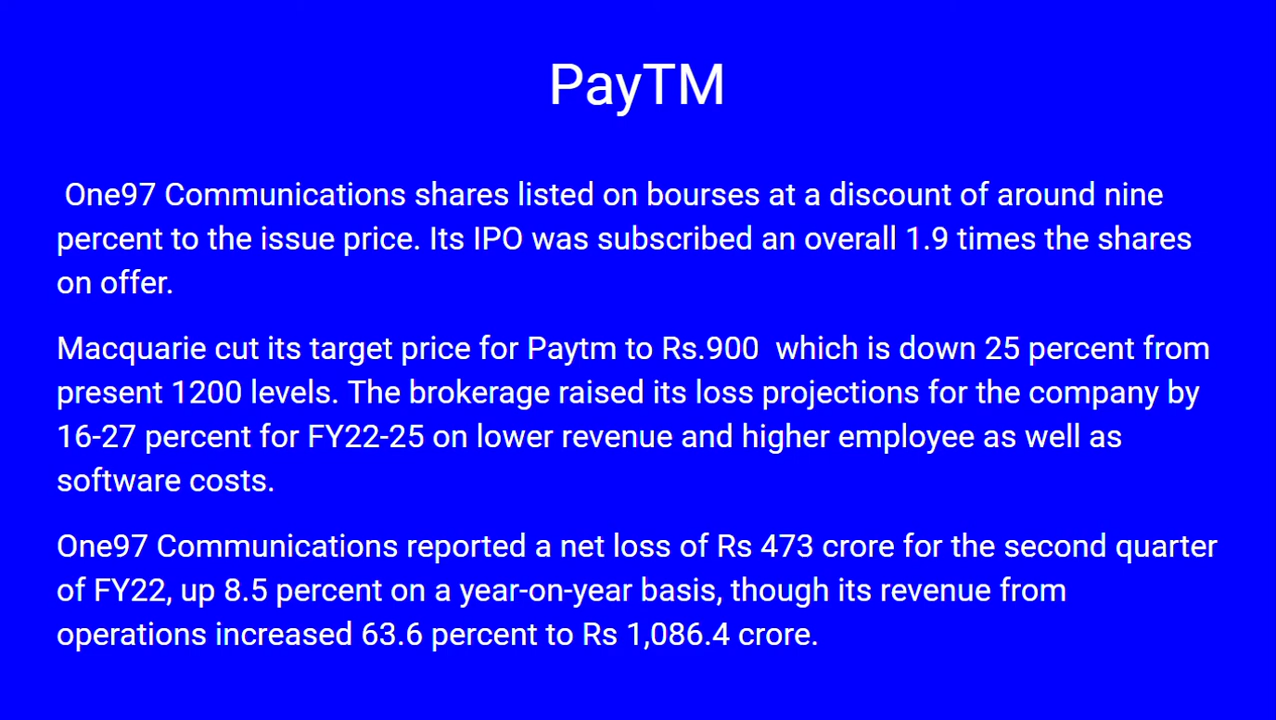 PayTM
One97 Communications shares listed on bourses at a discount of around nine
percent to the issue price. Its IPO was subscribed an overall 1.9 times the shares
on offer.
Macquarie cut its target price for Paytm to Rs.900 which is down 25 percent from
present 1200 levels. The brokerage raised its loss projections for the company by
16-27 percent for FY22-25 on lower revenue and higher employee as well as
software costs.
One97 Communications reported a net loss of Rs 473 crore for the second quarter
of FY22, up 8.5 percent on a year-on-year basis, though its revenue from
operations increased 63.6 percent to Rs 1,086.4 crore.